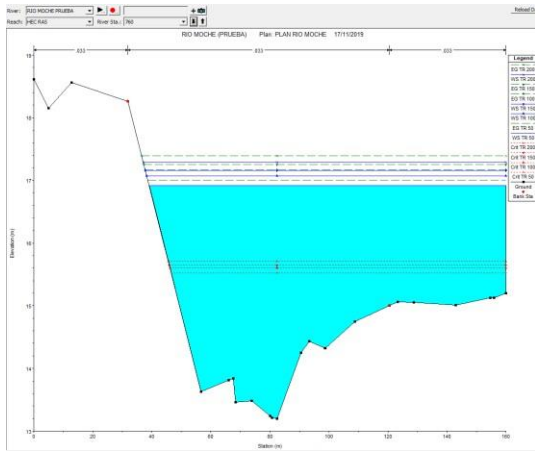 River: RIO MOCHE PRUEBA
Reload Da
Reach: HEC RAS River Sta.: 760
RIO MOCHE (PRUEBA) Plan: PLAN RIO MOCHE 17/11/2019
.033 .033 .033
Legend
EG TR 200
WS TR 200
EG TR 150
EG TR 100
WS TR 150
WS TR 100
EG TR 50
WS TR 50
Crit TR 200
Crit TR 150
Crit TR 100
Crit TR 50
Ground
Bank Sta
19
18
17
16
15
14
13
Elevation (m)
0 20 40 60 80 100 120 140 160
Station (m)